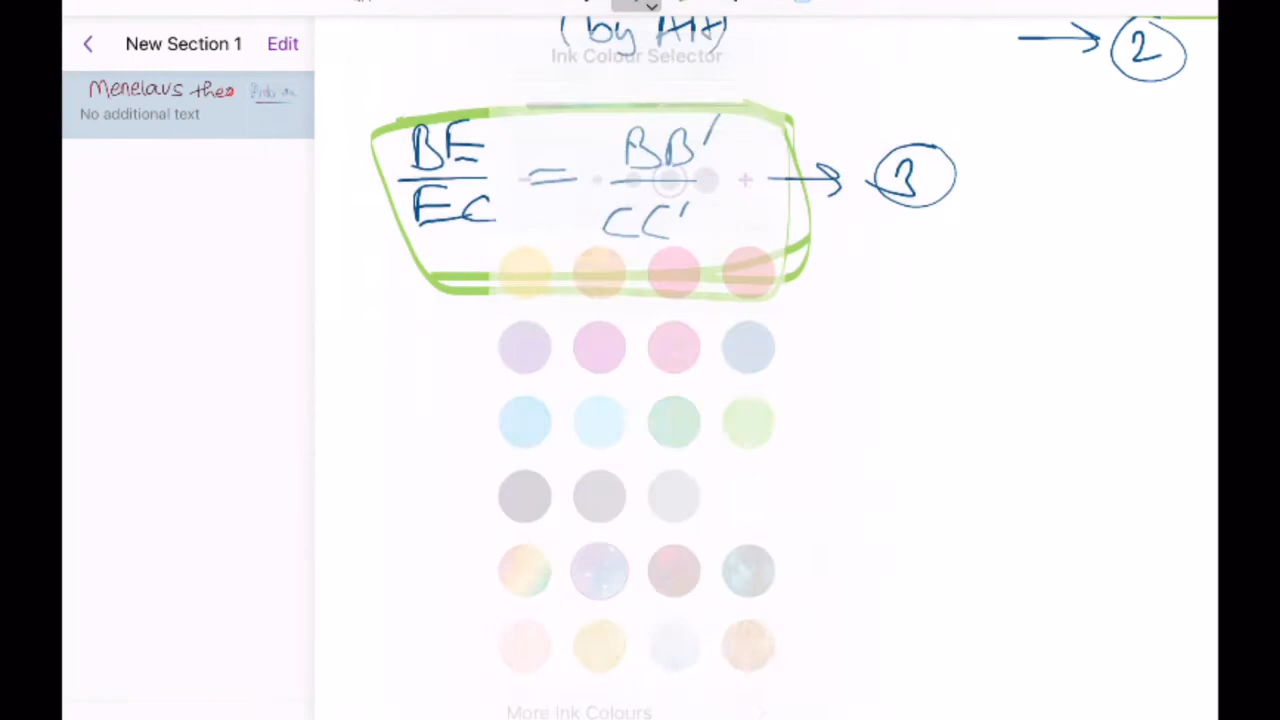 (by AA)
Ink Colour Selector
2
New Section 1 Edit
Menelaus theo
No additional text
BE/EC = BB'/CC' → 3
More Ink Colours